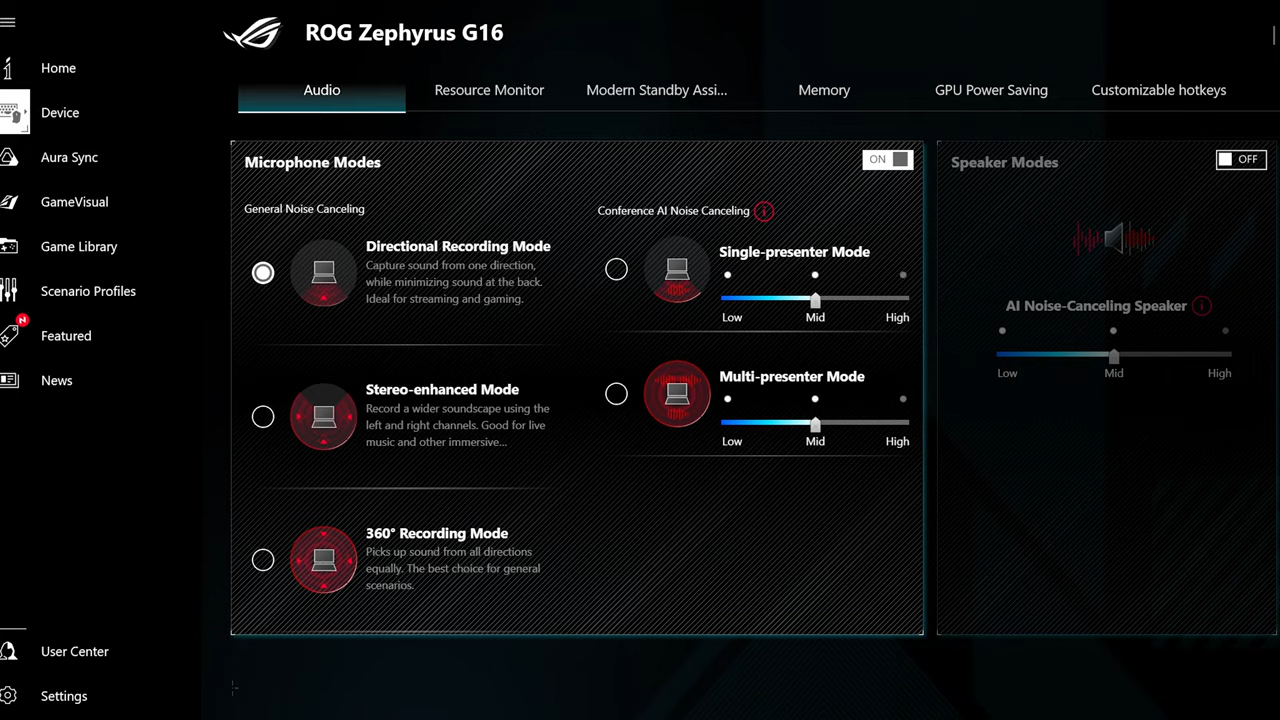 ROG Zephyrus G16
Home
Device
Aura Sync
GameVisual
Game Library
Scenario Profiles
N
Featured
News
User Center
Settings
Audio
Resource Monitor
Modern Standby Assi...
Memory
GPU Power Saving
Customizable hotkeys
Microphone Modes
ON
General Noise Canceling
Directional Recording Mode
Capture sound from one direction,
while minimizing sound at the back.
Ideal for streaming and gaming.
Stereo-enhanced Mode
Record a wider soundscape using the
left and right channels. Good for live
music and other immersive...
360° Recording Mode
Picks up sound from all directions
equally. The best choice for general
scenarios.
Conference AI Noise Canceling
Single-presenter Mode
Low Mid High
Multi-presenter Mode
Low Mid High
Speaker Modes
OFF
AI Noise-Canceling Speaker
Low Mid High